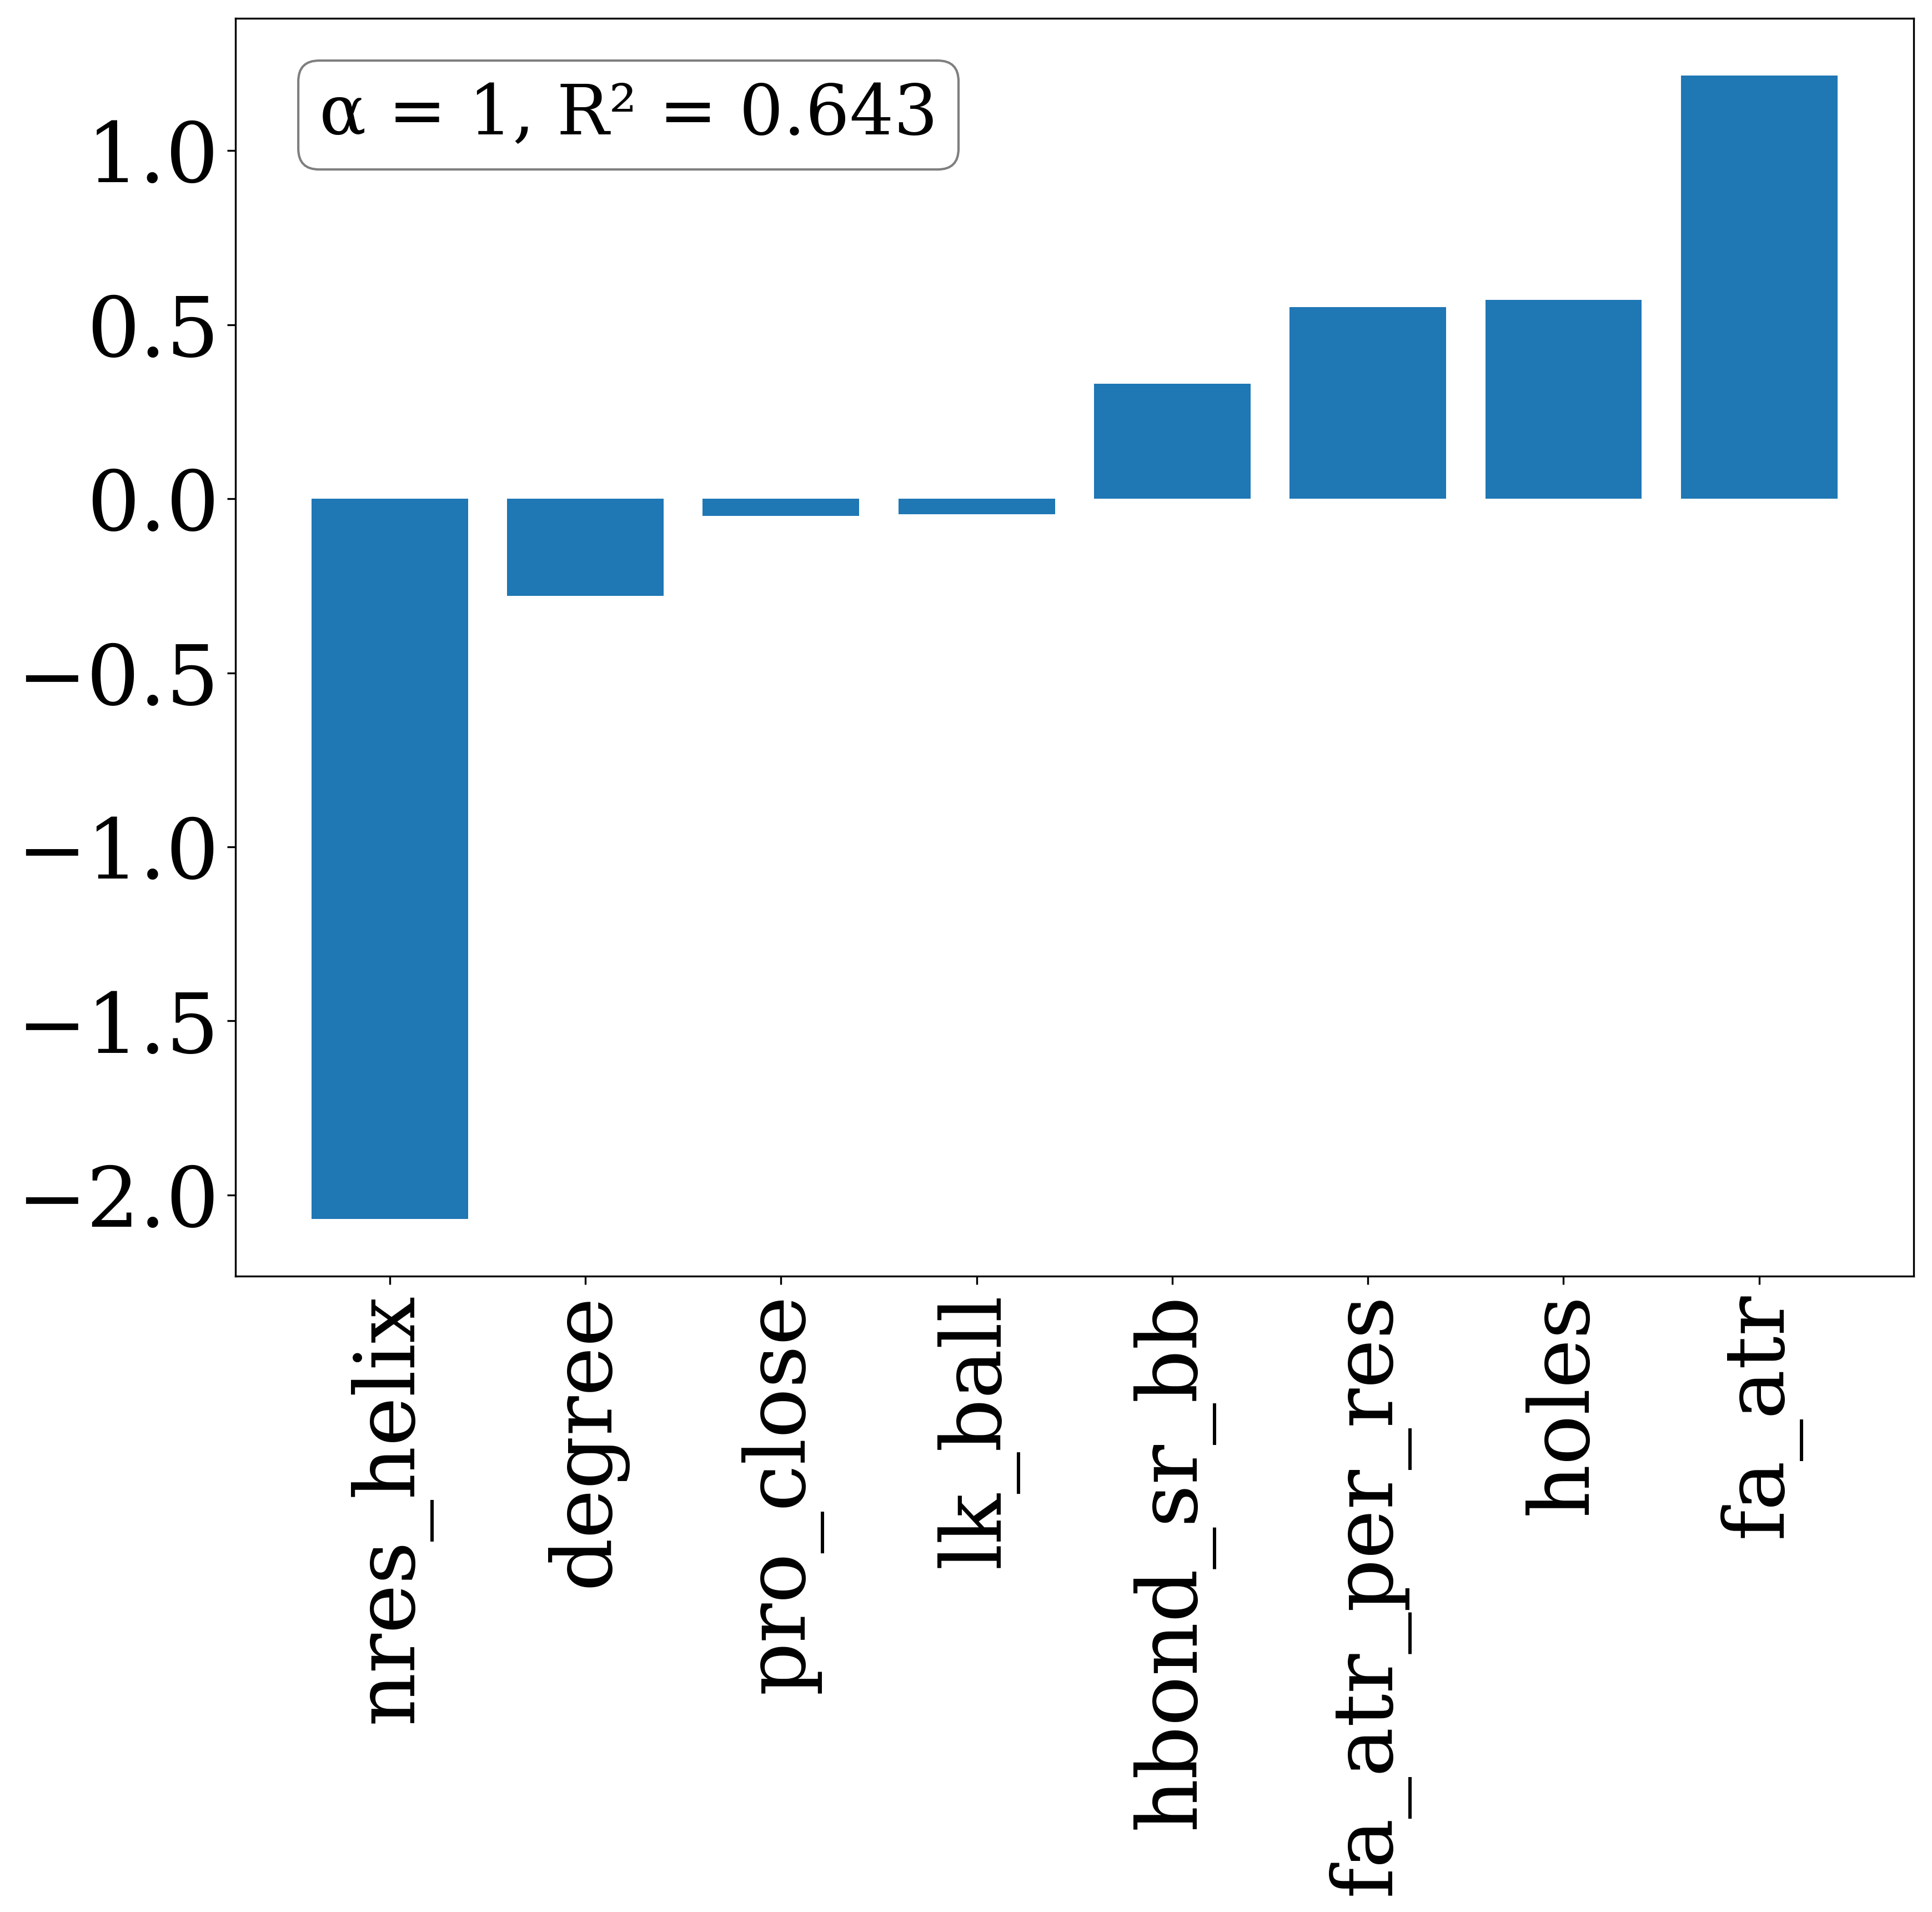 α = 1, R² = 0.643
1.0
0.5
0.0
−0.5
−1.0
−1.5
−2.0
nres_helix
degree
pro_close
lk_ball
hbond_sr_bb
fa_atr_per_res
holes
fa_atr